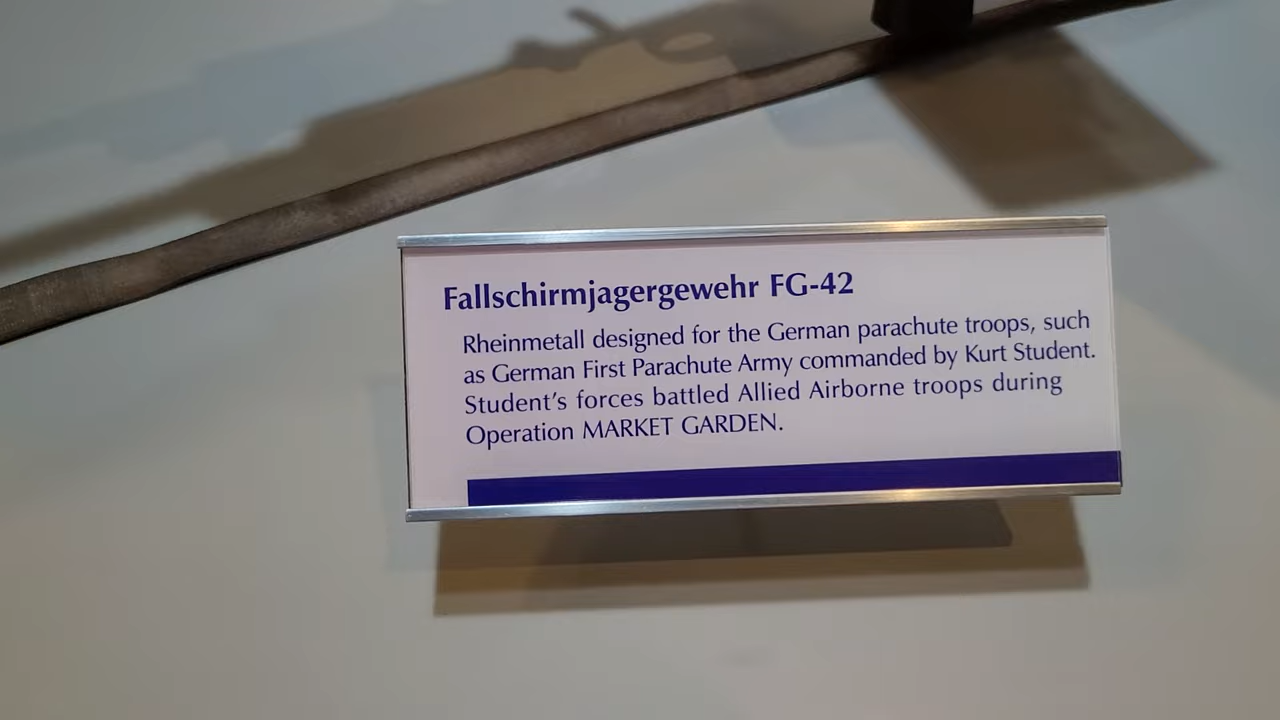 Fallschirmjagergewehr FG-42
Rheinmetall designed for the German parachute troops, such
as German First Parachute Army commanded by Kurt Student.
Student's forces battled Allied Airborne troops during
Operation MARKET GARDEN.